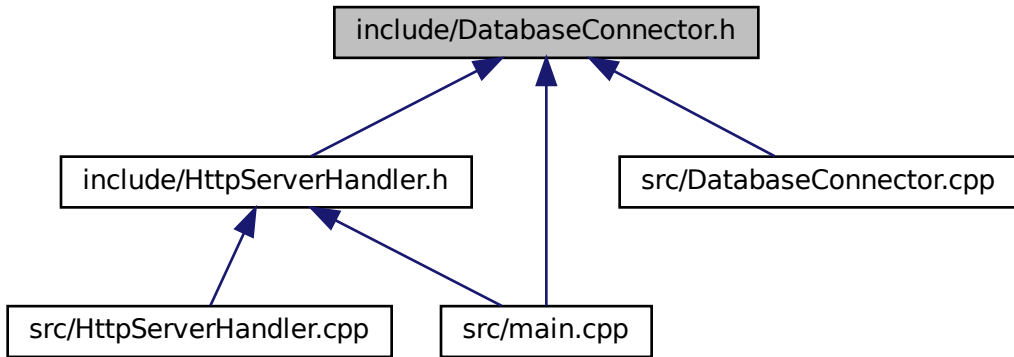 include/DatabaseConnector.h
include/HttpServerHandler.h
src/DatabaseConnector.cpp
src/HttpServerHandler.cpp
src/main.cpp